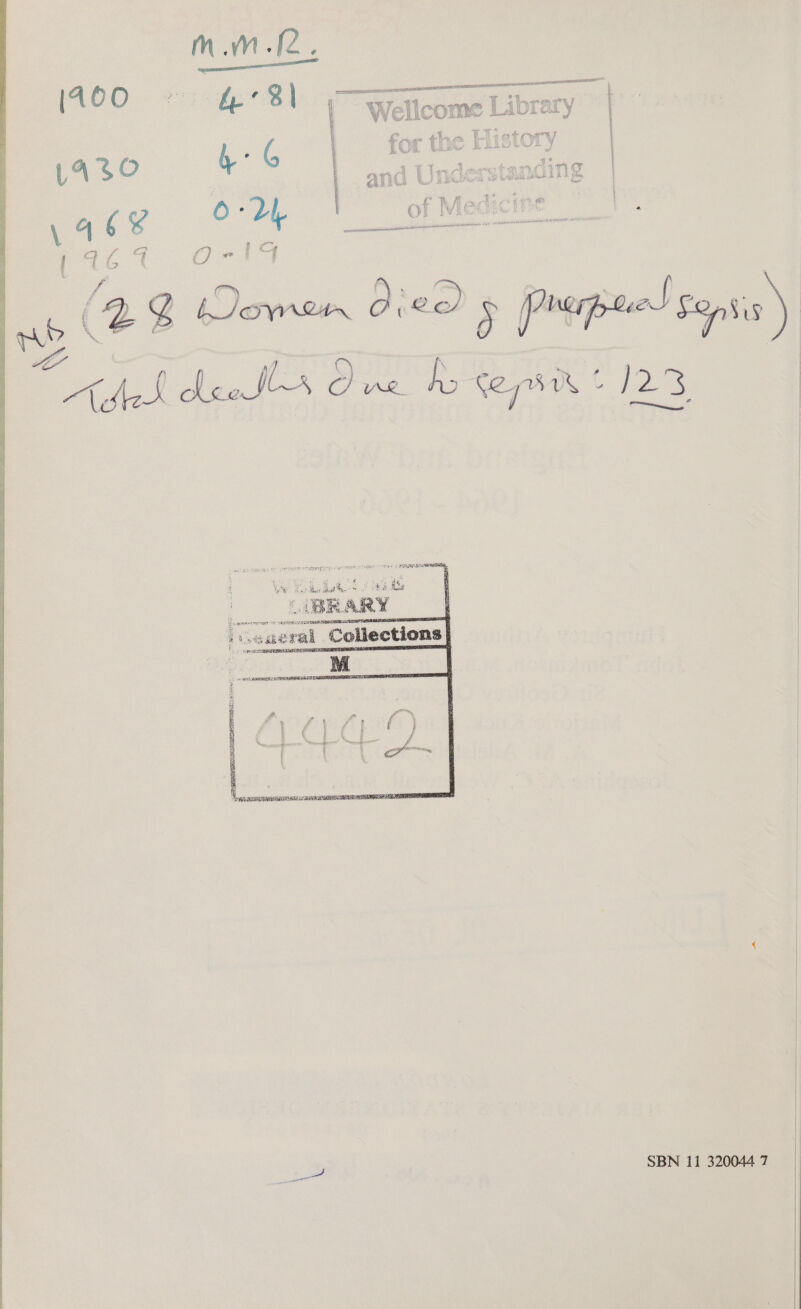 M.M.R.
1900 4.81
1930 4.6
1968 0.24
1969 0.19
Wellcome Library
for the History
and Understanding
of Medicine
NB (28 Women died of puerperal sepsis)
Total deaths due to sepsis : 123
WELLCOME
LIBRARY
General Collections
M
4442
SBN 11 320044 7